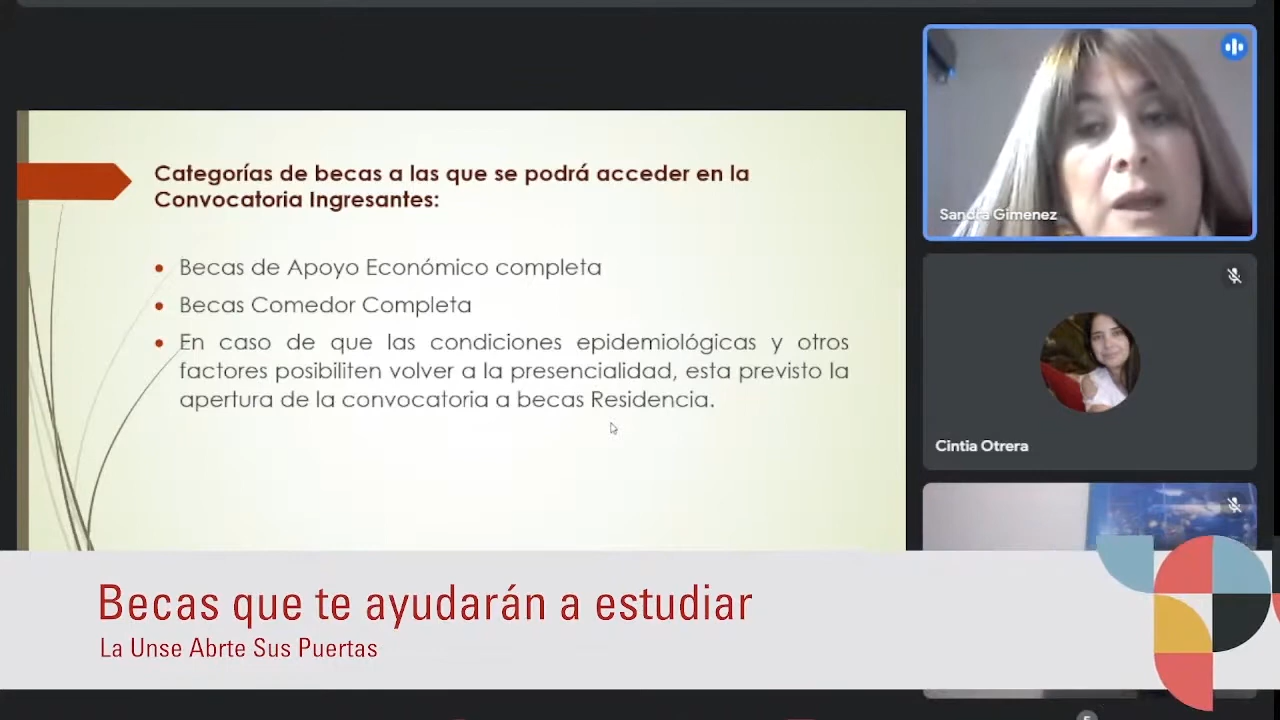 Categorías de becas a las que se podrá acceder en la
Convocatoria Ingresantes:
Becas de Apoyo Económico completa
Becas Comedor Completa
En caso de que las condiciones epidemiológicas y otros
factores posibiliten volver a la presencialidad, esta previsto la
apertura de la convocatoria a becas Residencia.
Sandra Gimenez
Cintia Otrera
Becas que te ayudarán a estudiar
La Unse Abrte Sus Puertas